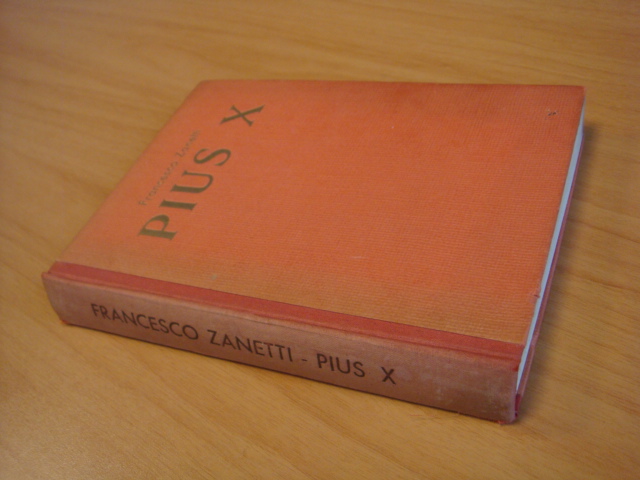 Francesco Zanetti
PIUS X
FRANCESCO ZANETTI - PIUS X